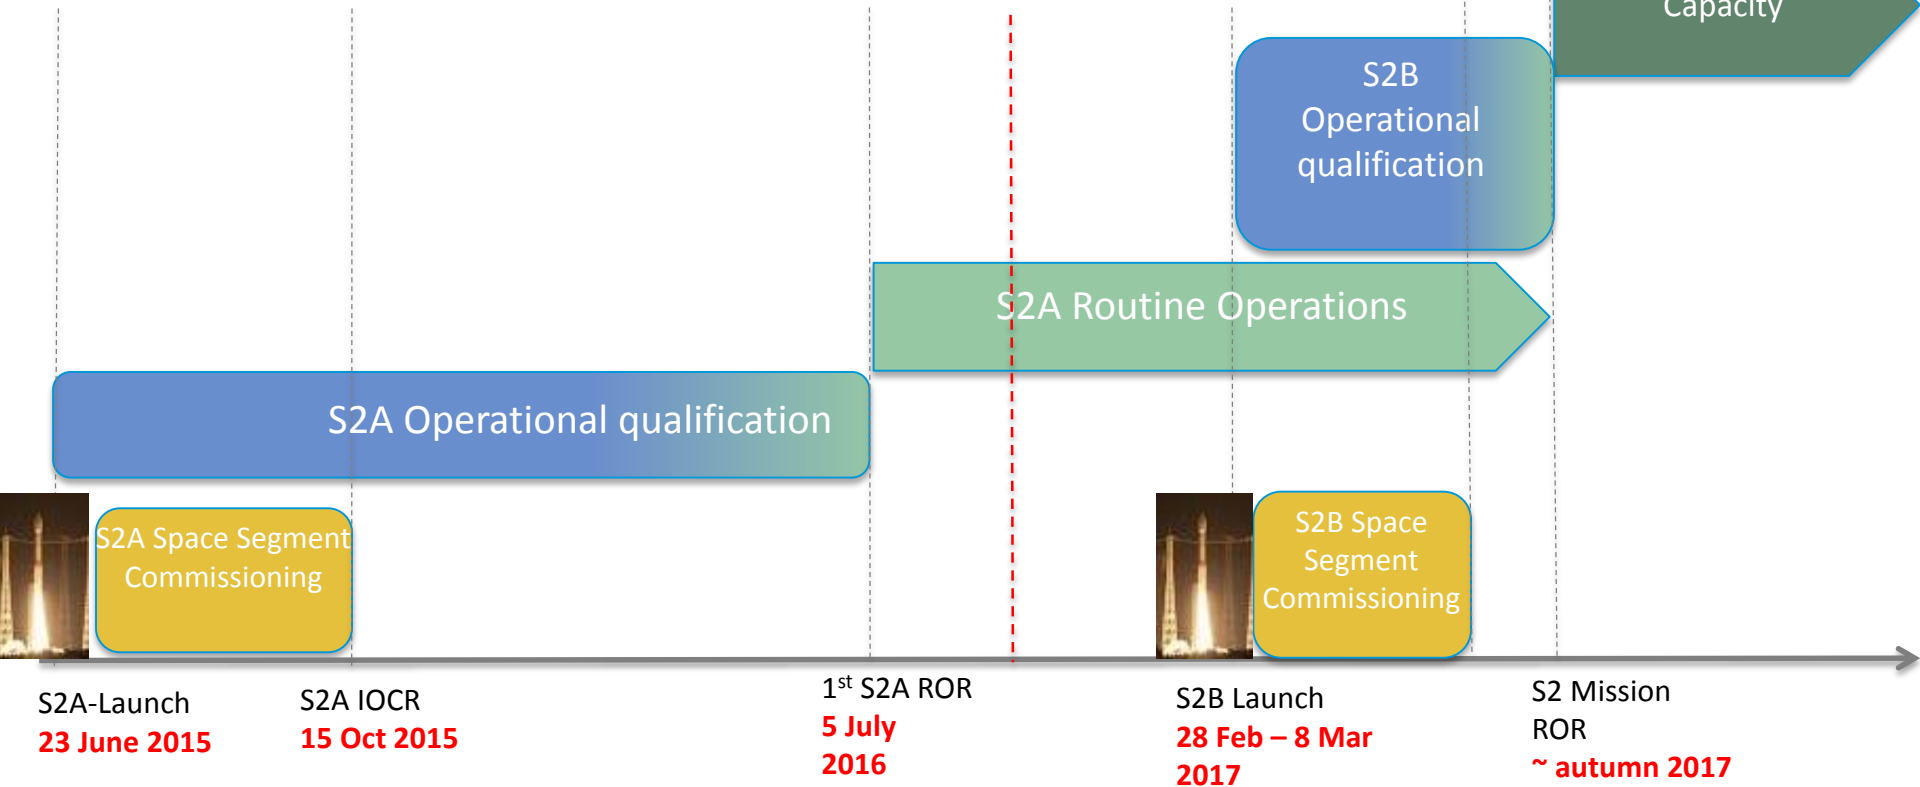 Capacity
S2B
Operational
qualification
S2A Routine Operations
S2A Operational qualification
S2A Space Segment
Commissioning
S2B Space
Segment
Commissioning
S2A-Launch
23 June 2015
S2A IOCR
15 Oct 2015
1st S2A ROR
5 July
2016
S2B Launch
28 Feb – 8 Mar
2017
S2 Mission
ROR
~ autumn 2017